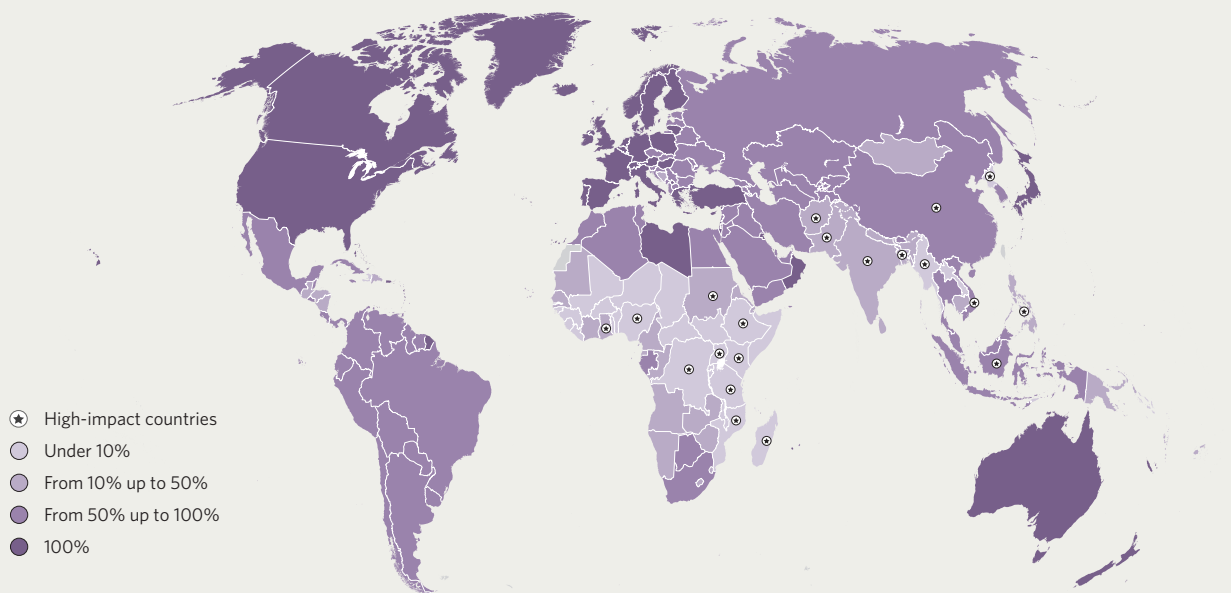 High-impact countries
Under 10%
From 10% up to 50%
From 50% up to 100%
100%